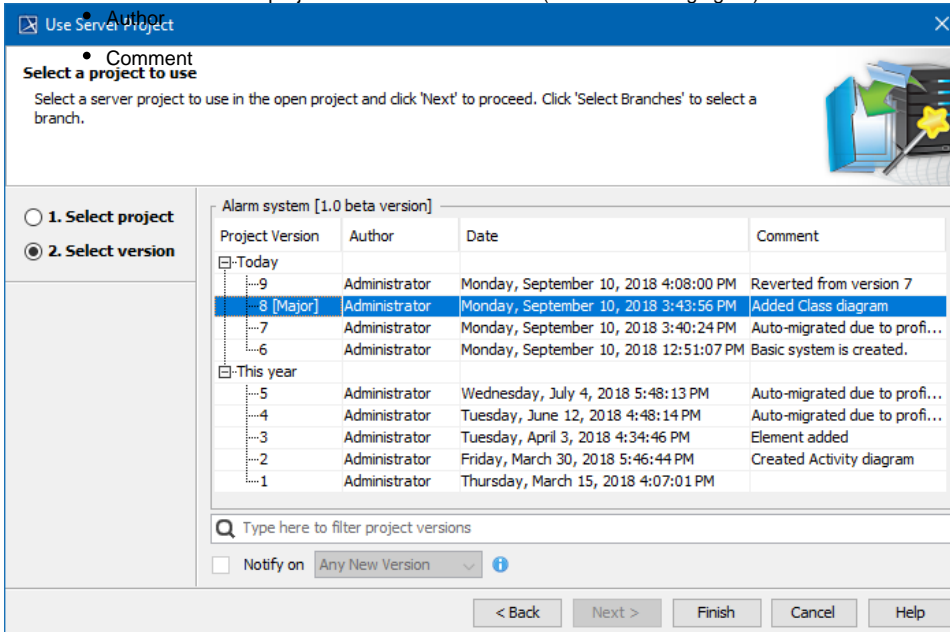 Use Server Project
• Author
• Comment
Select a project to use
Select a server project to use in the open project and click 'Next' to proceed. Click 'Select Branches' to select a
branch.
1. Select project
2. Select version
Alarm system [1.0 beta version]
Project Version Author Date Comment
Today
9 Administrator Monday, September 10, 2018 4:08:00 PM Reverted from version 7
8 [Major] Administrator Monday, September 10, 2018 3:43:56 PM Added Class diagram
7 Administrator Monday, September 10, 2018 3:40:24 PM Auto-migrated due to profi...
6 Administrator Monday, September 10, 2018 12:51:07 PM Basic system is created.
This year
5 Administrator Wednesday, July 4, 2018 5:48:13 PM Auto-migrated due to profi...
4 Administrator Tuesday, June 12, 2018 4:48:14 PM Auto-migrated due to profi...
3 Administrator Tuesday, April 3, 2018 4:34:46 PM Element added
2 Administrator Friday, March 30, 2018 5:46:44 PM Created Activity diagram
1 Administrator Thursday, March 15, 2018 4:07:01 PM
Type here to filter project versions
Notify on Any New Version
< Back Next > Finish Cancel Help